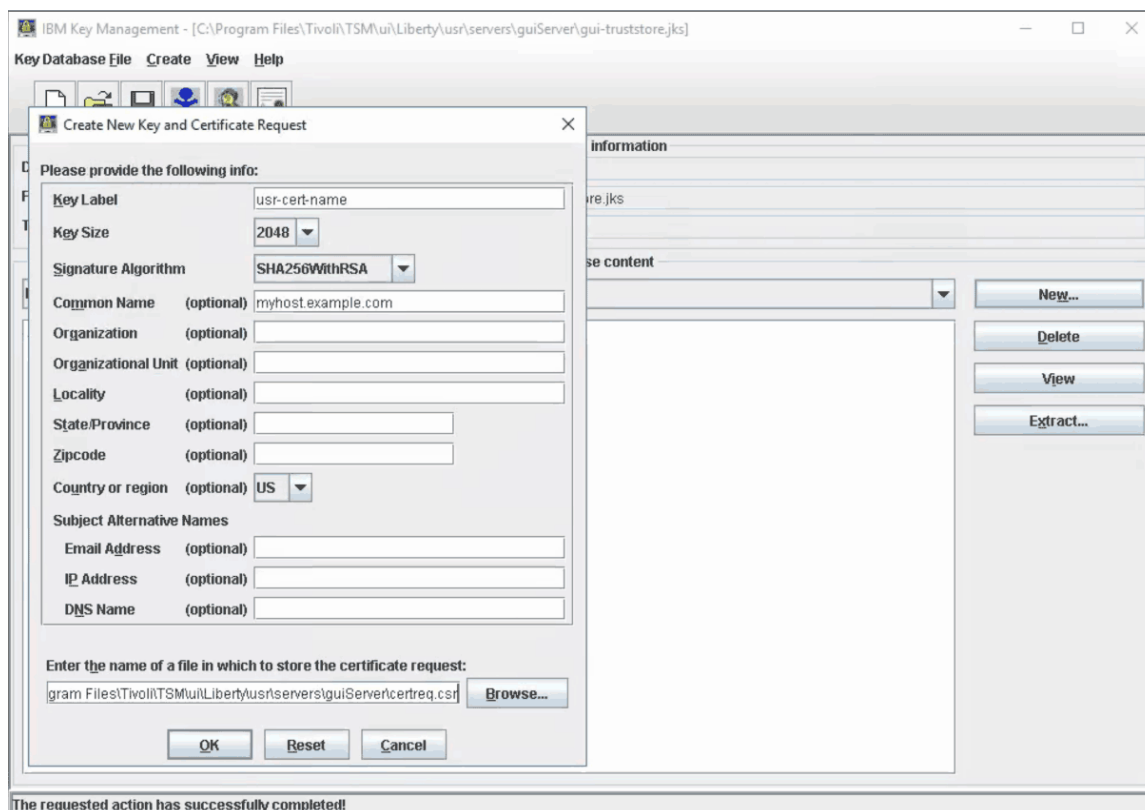 IBM Key Management - [C:\Program Files\Tivoli\TSM\ui\Liberty\usr\servers\guiServer\gui-truststore.jks]
Key Database File Create View Help
Create New Key and Certificate Request
information
Please provide the following info:
Key Label usr-cert-name
re.jks
Key Size 2048
Signature Algorithm SHA256WithRSA
se content
Common Name (optional) myhost.example.com
New...
Organization (optional)
Delete
Organizational Unit (optional)
View
Locality (optional)
State/Province (optional)
Extract...
Zipcode (optional)
Country or region (optional) US
Subject Alternative Names
Email Address (optional)
IP Address (optional)
DNS Name (optional)
Enter the name of a file in which to store the certificate request:
gram Files\Tivoli\TSM\ui\Liberty\usr\servers\guiServer\certreq.csr Browse...
OK Reset Cancel
The requested action has successfully completed!